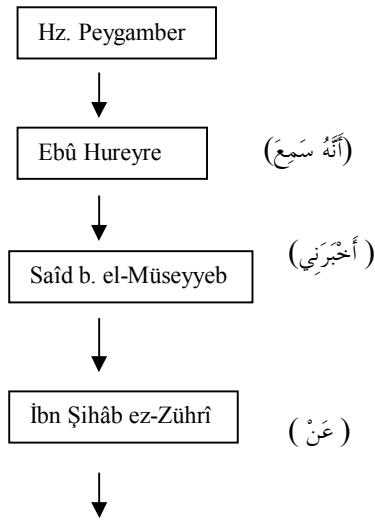 Hz. Peygamber
Ebû Hureyre (أَنَّهُ سَمِعَ)
Saîd b. el-Müseyyeb ( أَخْبَرَنِي)
İbn Şihâb ez-Zührî ( عَنْ )